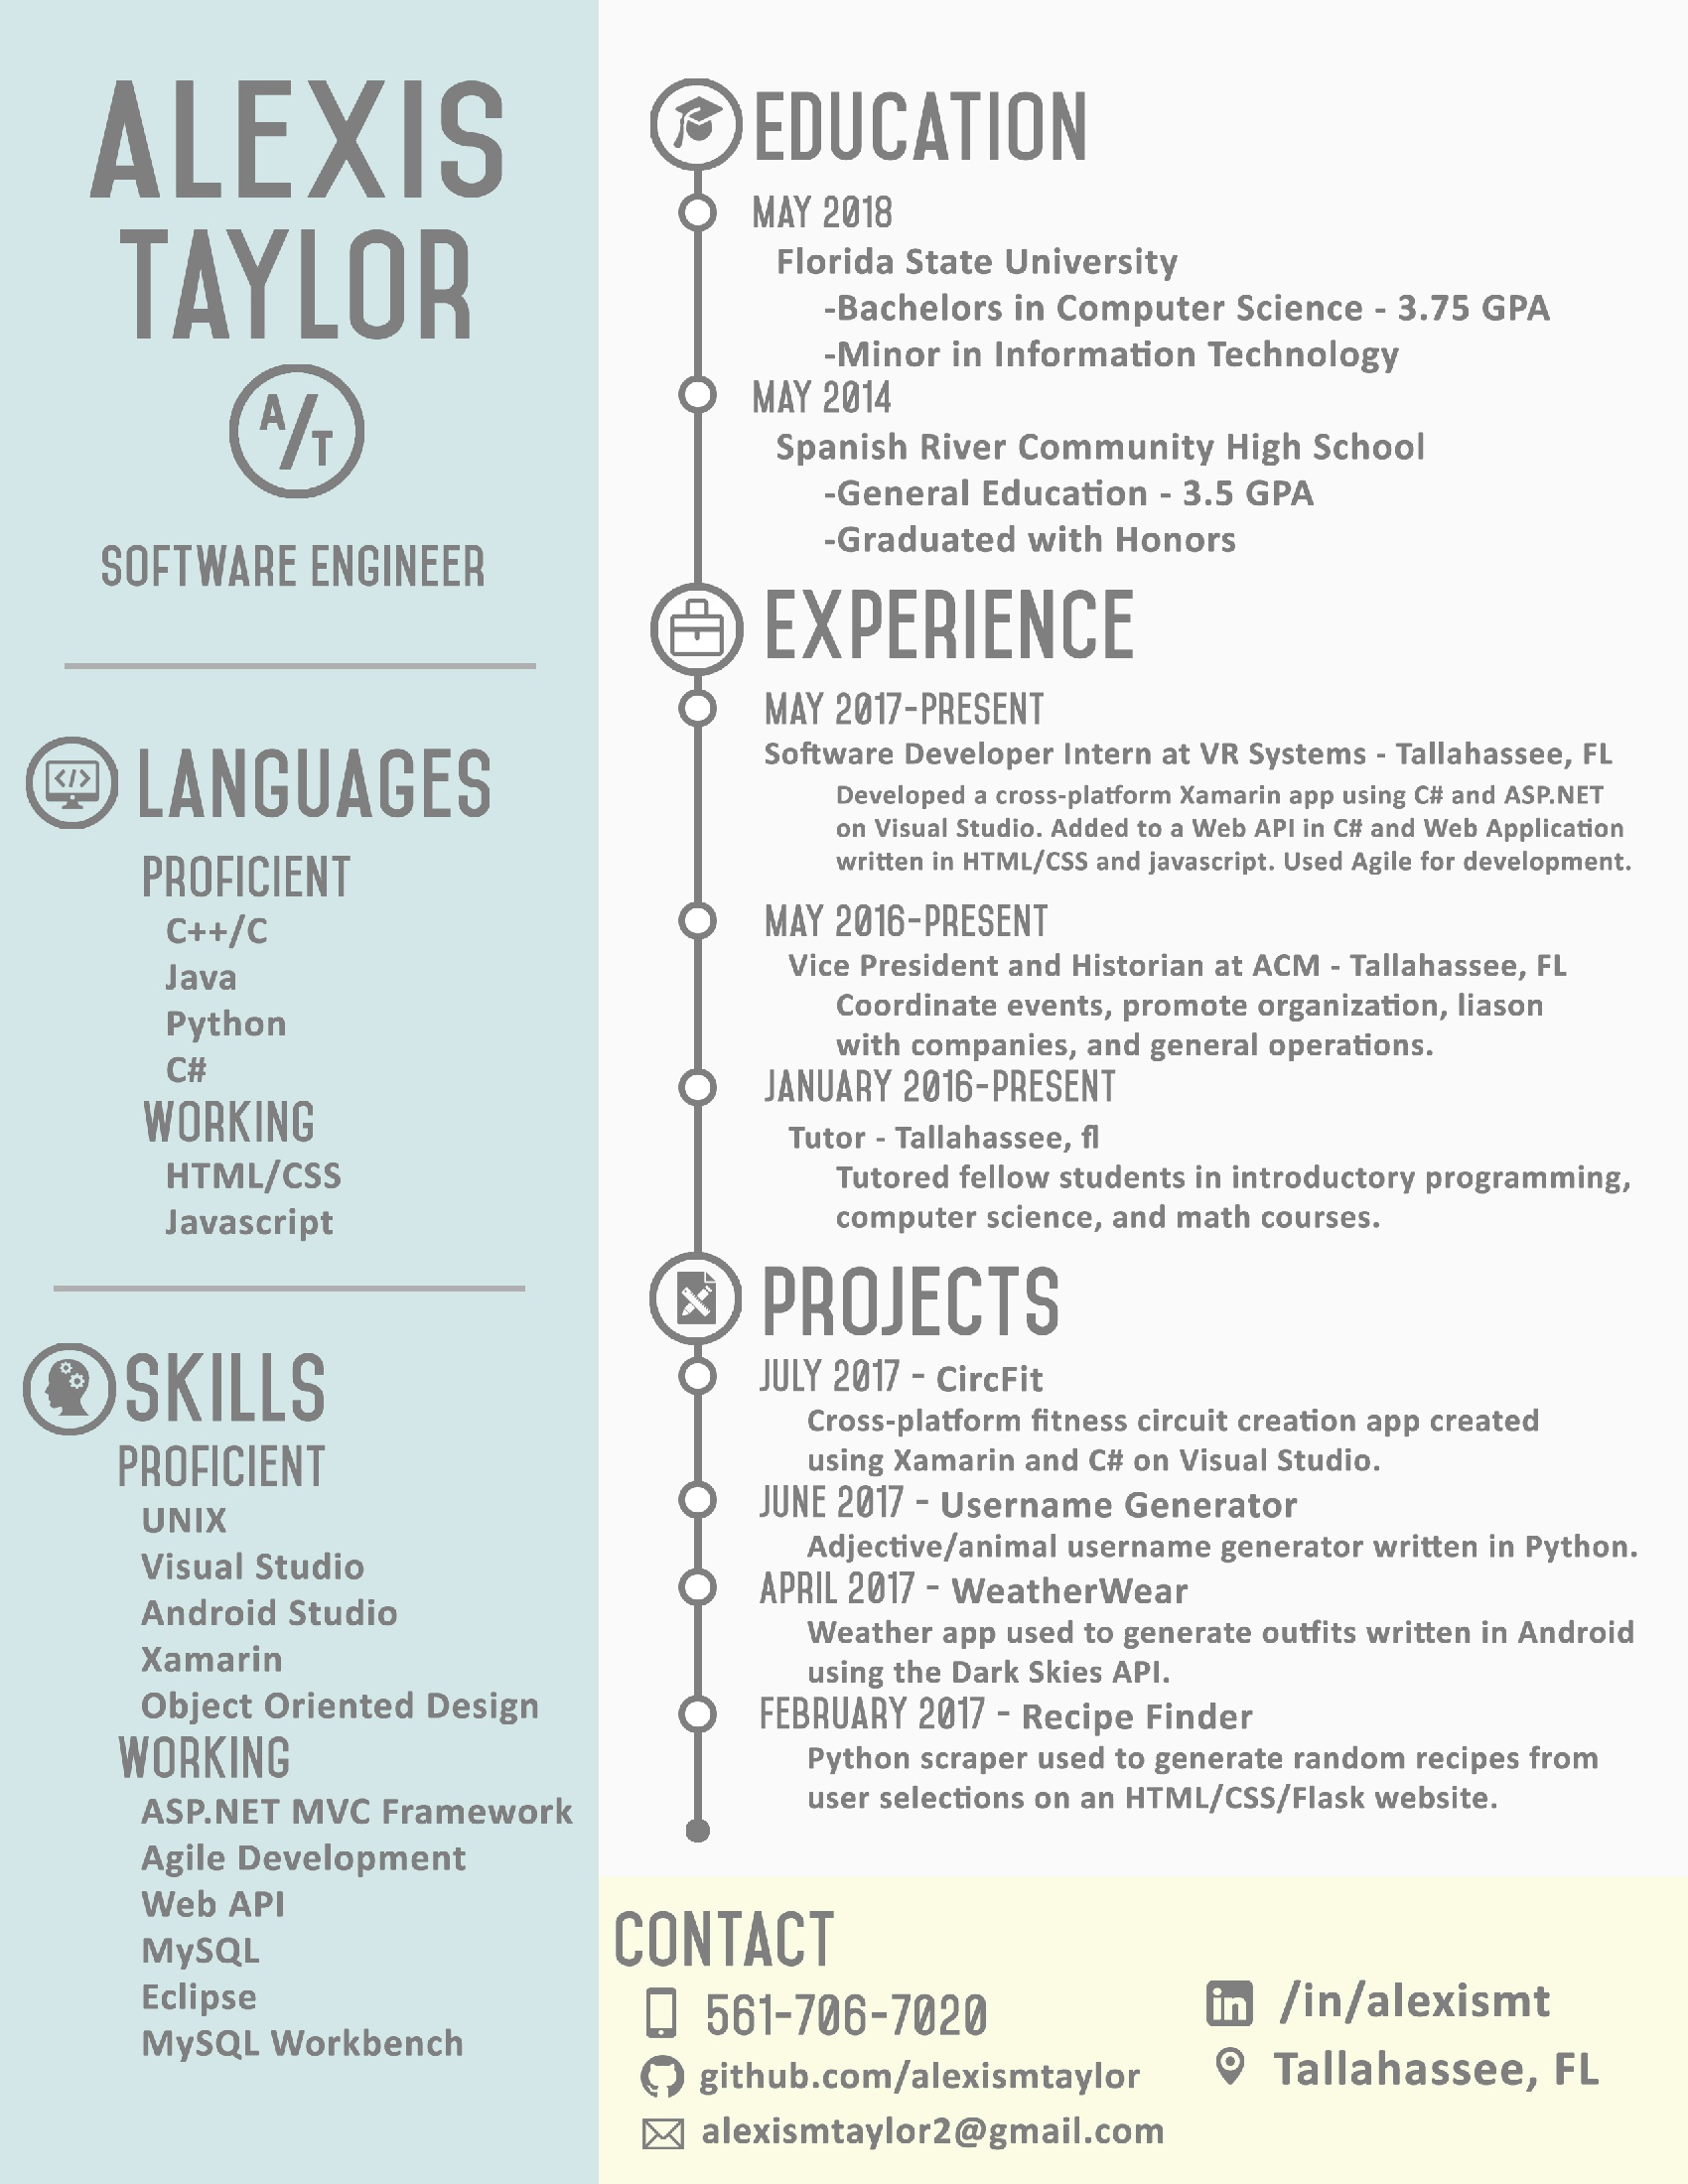 ALEXIS
TAYLOR
A/T
SOFTWARE ENGINEER
</> LANGUAGES
PROFICIENT
C++/C
Java
Python
C#
WORKING
HTML/CSS
Javascript
SKILLS
PROFICIENT
UNIX
Visual Studio
Android Studio
Xamarin
Object Oriented Design
WORKING
ASP.NET MVC Framework
Agile Development
Web API
MySQL
Eclipse
MySQL Workbench
EDUCATION
MAY 2018
Florida State University
-Bachelors in Computer Science - 3.75 GPA
-Minor in Information Technology
MAY 2014
Spanish River Community High School
-General Education - 3.5 GPA
-Graduated with Honors
EXPERIENCE
MAY 2017-PRESENT
Software Developer Intern at VR Systems - Tallahassee, FL
Developed a cross-platform Xamarin app using C# and ASP.NET
on Visual Studio. Added to a Web API in C# and Web Application
written in HTML/CSS and javascript. Used Agile for development.
MAY 2016-PRESENT
Vice President and Historian at ACM - Tallahassee, FL
Coordinate events, promote organization, liason
with companies, and general operations.
JANUARY 2016-PRESENT
Tutor - Tallahassee, fl
Tutored fellow students in introductory programming,
computer science, and math courses.
PROJECTS
JULY 2017 - CircFit
Cross-platform fitness circuit creation app created
using Xamarin and C# on Visual Studio.
JUNE 2017 - Username Generator
Adjective/animal username generator written in Python.
APRIL 2017 - WeatherWear
Weather app used to generate outfits written in Android
using the Dark Skies API.
FEBRUARY 2017 - Recipe Finder
Python scraper used to generate random recipes from
user selections on an HTML/CSS/Flask website.
CONTACT
561-706-7020
github.com/alexismtaylor
alexismtaylor2@gmail.com
in /in/alexismt
Tallahassee, FL